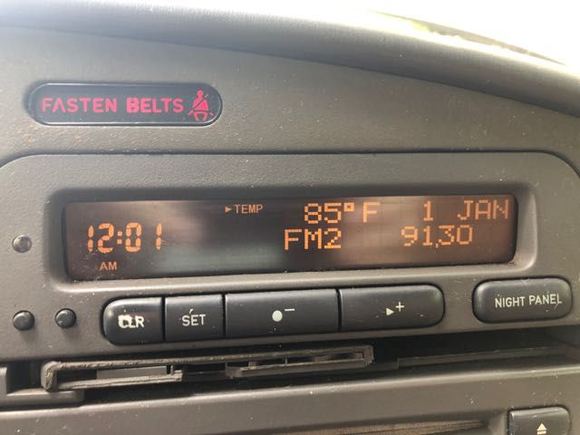 FASTEN BELTS
TEMP 85°F 1 JAN
12:01 FM2 91.30
AM
CLR SET NIGHT PANEL